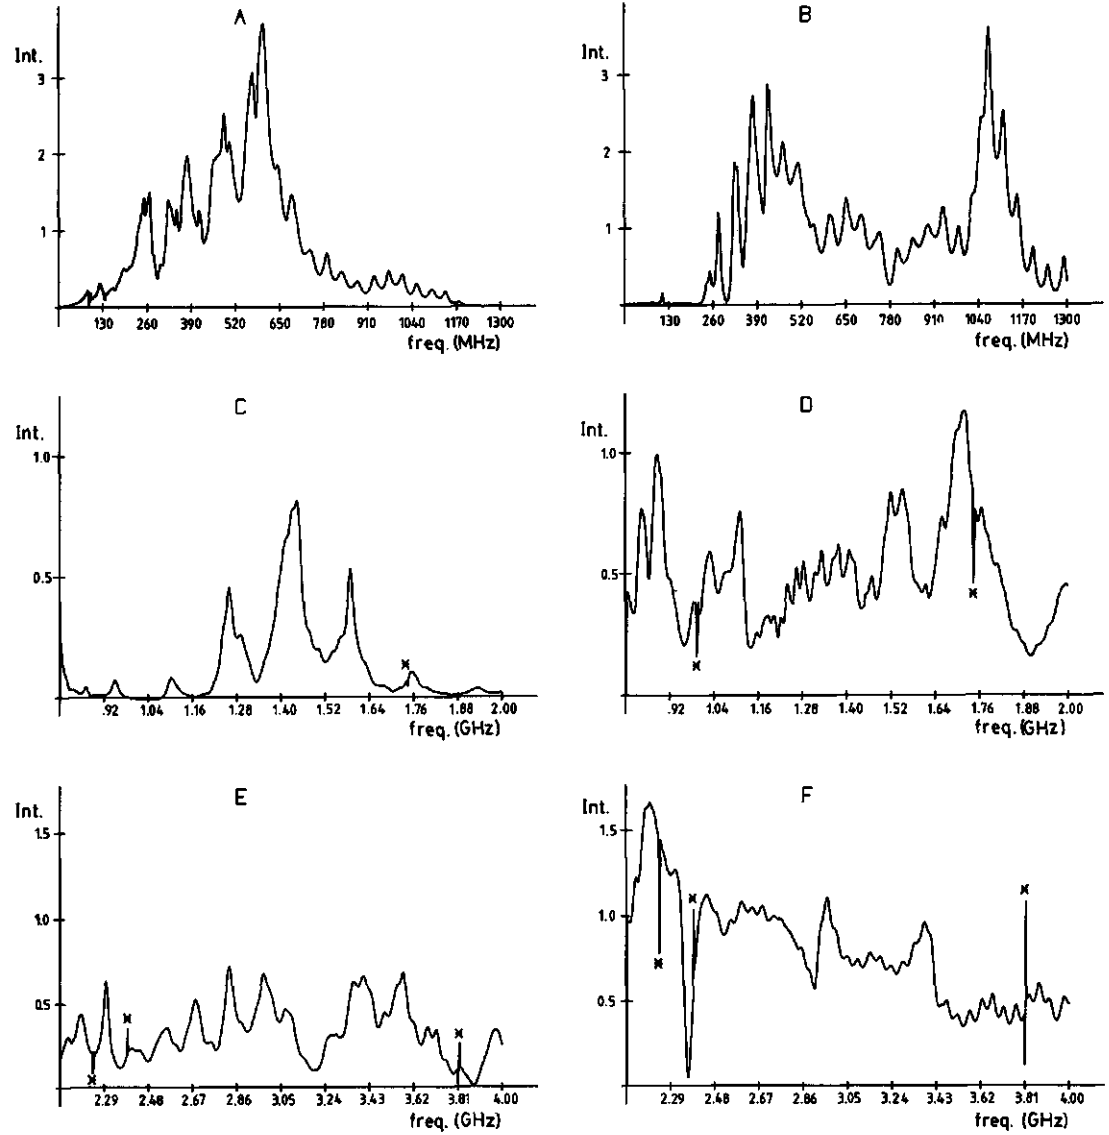 A
Int.
3
2
1
130 260 390 520 650 780 910 1040 1170 1300
freq.(MHz)
B
Int.
3
2
1
130 260 390 520 650 780 910 1040 1170 1300
freq.(MHz)
C
Int.
1.0
0.5
×
.92 1.04 1.16 1.28 1.40 1.52 1.64 1.76 1.88 2.00
freq.(GHz)
D
Int.
1.0
0.5
×
×
.92 1.04 1.16 1.28 1.40 1.52 1.64 1.76 1.88 2.00
freq.(GHz)
E
Int.
1.5
1.0
0.5
×
×
×
2.29 2.48 2.67 2.86 3.05 3.24 3.43 3.62 3.81 4.00
freq.(GHz)
F
Int.
1.5
1.0
0.5
×
×
×
2.29 2.48 2.67 2.86 3.05 3.24 3.43 3.62 3.81 4.00
freq.(GHz)